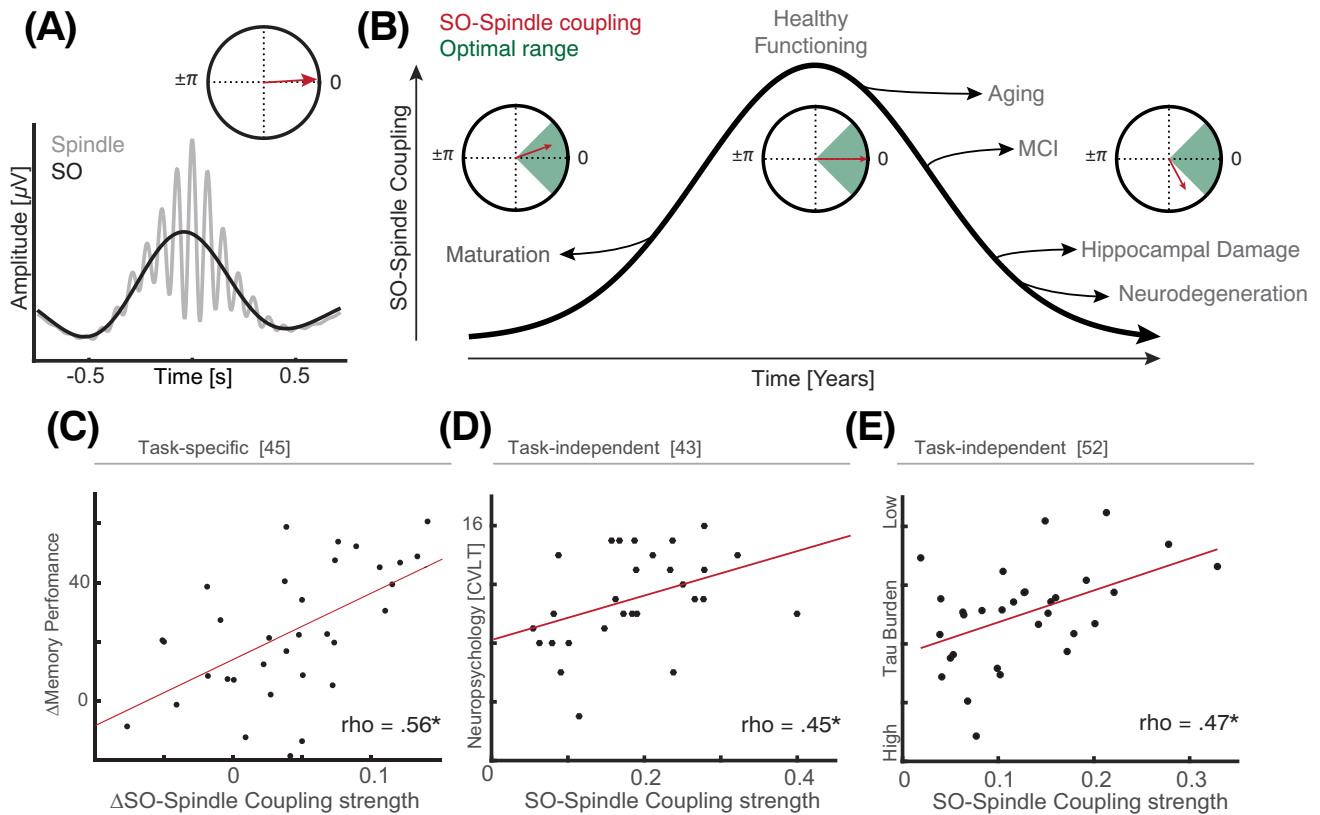 (A)
±π
0
Spindle
SO
Amplitude [µV]
-0.5
Time [s]
0.5
(B)
SO-Spindle coupling
Optimal range
Healthy
Functioning
SO-Spindle Coupling
±π
0
±π
0
±π
0
Aging
MCI
Maturation
Hippocampal Damage
Neurodegeneration
Time [Years]
(C)
Task-specific [45]
ΔMemory Perfomance
40
0
rho = .56*
0
0.1
ΔSO-Spindle Coupling strength
(D)
Task-independent [43]
Neuropsychology [CVLT]
16
rho = .45*
0
0.2
0.4
SO-Spindle Coupling strength
(E)
Task-independent [52]
Low
Tau Burden
High
rho = .47*
0
0.1
0.2
0.3
SO-Spindle Coupling strength